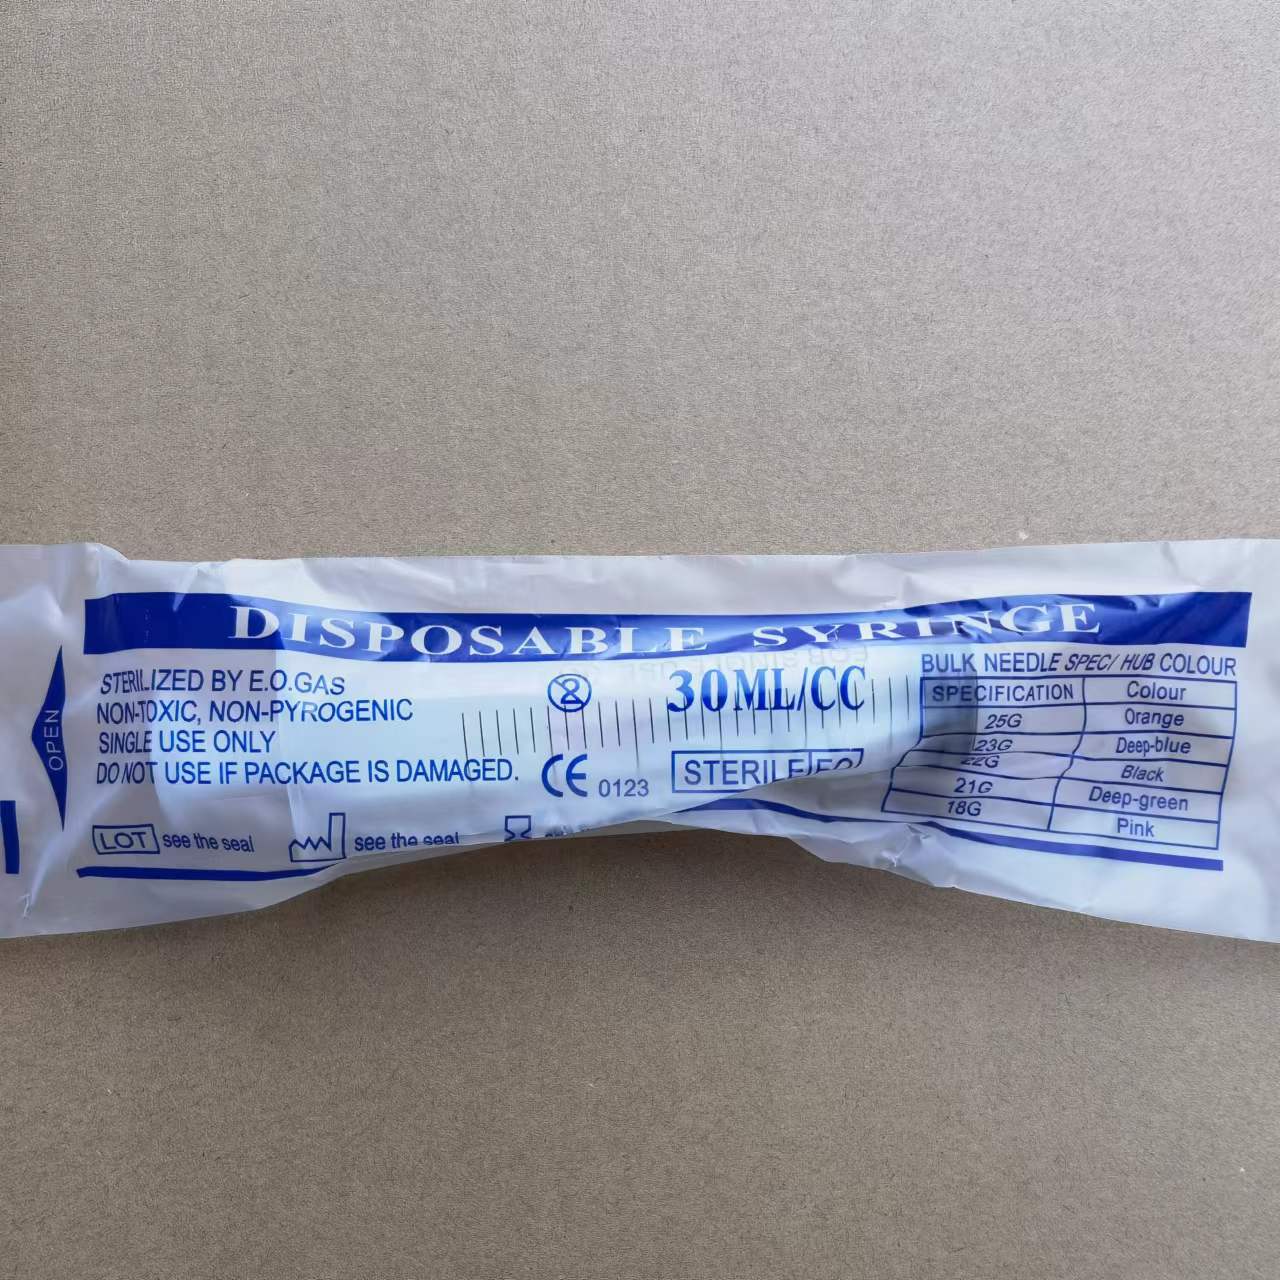 DISPOSABLE SYRINGE
OPEN
STERILIZED BY E.O.GAS
NON-TOXIC, NON-PYROGENIC
SINGLE USE ONLY
DO NOT USE IF PACKAGE IS DAMAGED.
2
30ML/CC
CE 0123
STERILE EO
LOT see the seal
see the seal
BULK NEEDLE SPEC/ HUB COLOUR
SPECIFICATION Colour
25G Orange
23G Deep-blue
22G Black
21G Deep-green
18G Pink